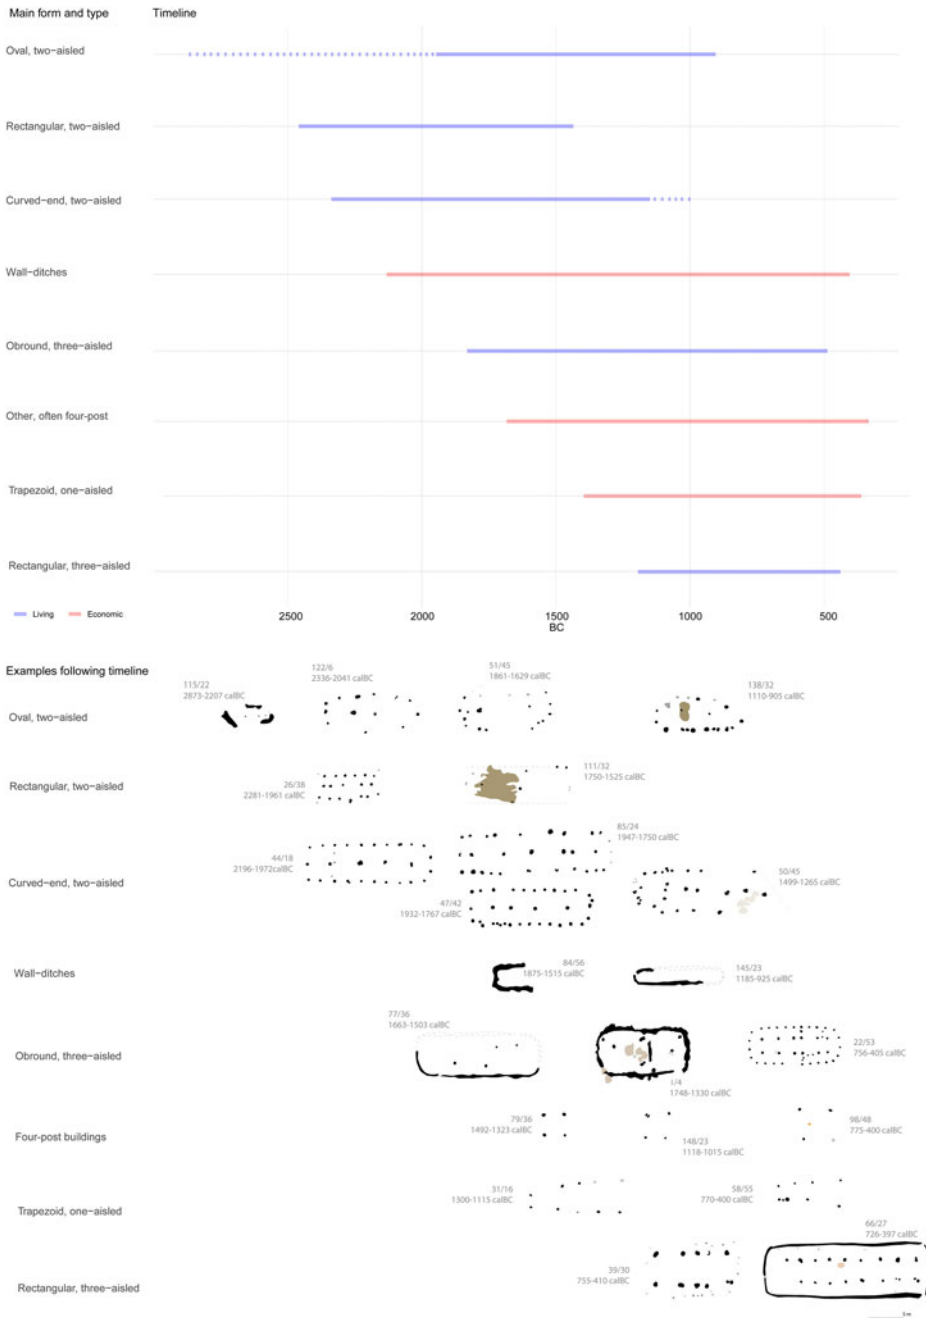 Main form and type Timeline
Oval, two-aisled
Rectangular, two-aisled
Curved-end, two-aisled
Wall-ditches
Obround, three-aisled
Other, often four-post
Trapezoid, one-aisled
Rectangular, three-aisled
Living Economic
2500 2000 1500 1000 500
BC
Examples following timeline
Oval, two-aisled
115/22
2873-2207 calBC
122/6
2336-2041 calBC
51/45
1861-1629 calBC
138/32
1110-905 calBC
Rectangular, two-aisled
26/38
2281-1961 calBC
111/32
1750-1525 calBC
Curved-end, two-aisled
44/18
2196-1972calBC
85/24
1947-1750 calBC
47/42
1932-1767 calBC
50/45
1499-1265 calBC
Wall-ditches
84/56
1875-1515 calBC
145/23
1185-925 calBC
Obround, three-aisled
77/36
1663-1503 calBC
1/4
1748-1330 calBC
22/53
756-405 calBC
Four-post buildings
79/36
1492-1323 calBC
148/23
1118-1015 calBC
98/48
775-400 calBC
Trapezoid, one-aisled
31/16
1300-1115 calBC
58/55
770-400 calBC
Rectangular, three-aisled
39/30
755-410 calBC
66/27
726-397 calBC